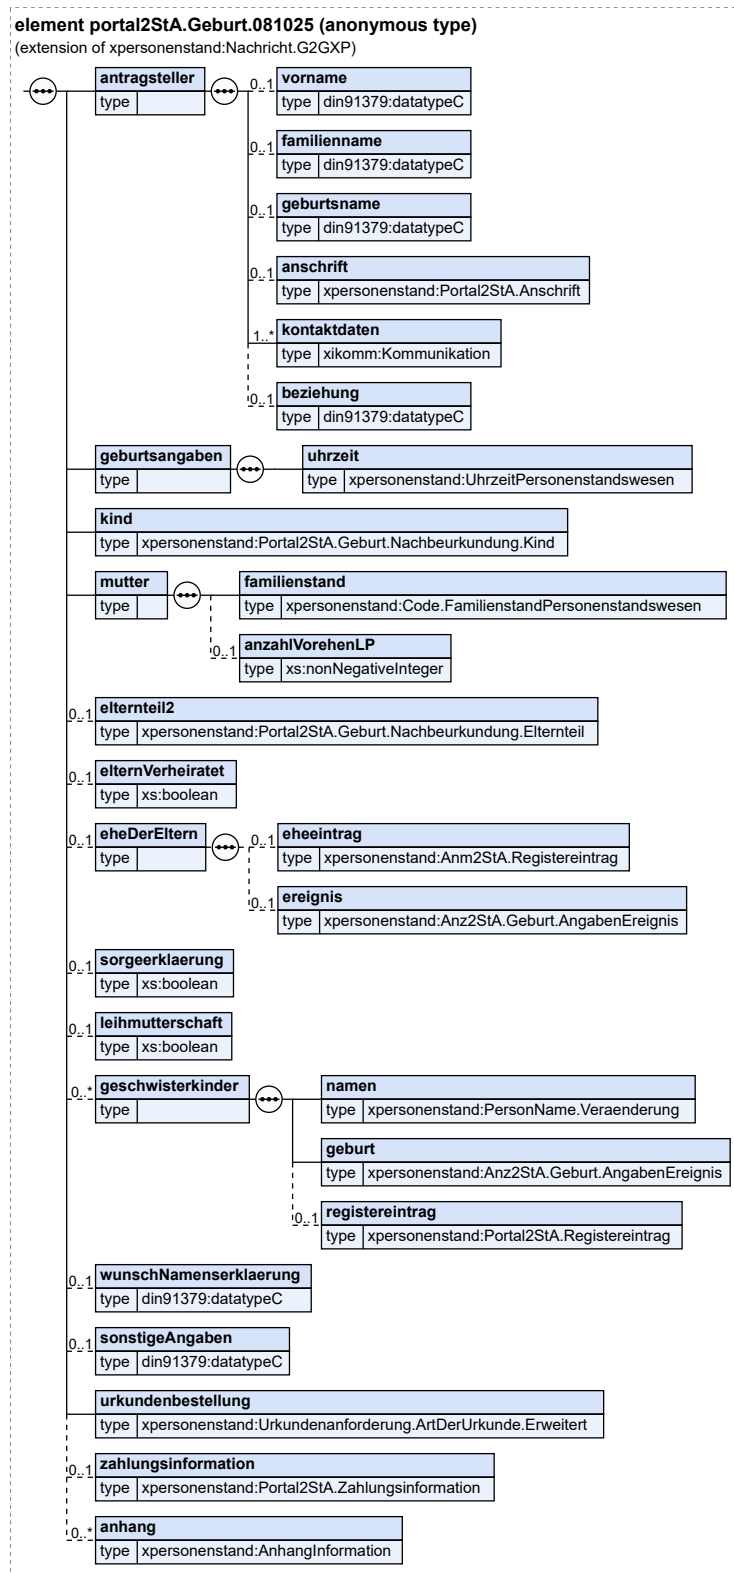 element portal2StA.Geburt.081025 (anonymous type)
(extension of xpersonenstand:Nachricht.G2GXP)
antragsteller
type
0..1
vorname
type din91379:datatypeC
0..1
familienname
type din91379:datatypeC
0..1
geburtsname
type din91379:datatypeC
0..1
anschrift
type xpersonenstand:Portal2StA.Anschrift
1..*
kontaktdaten
type xikomm:Kommunikation
0..1
beziehung
type din91379:datatypeC
geburtsangaben
type
uhrzeit
type xpersonenstand:UhrzeitPersonenstandswesen
kind
type xpersonenstand:Portal2StA.Geburt.Nachbeurkundung.Kind
mutter
type
familienstand
type xpersonenstand:Code.FamilienstandPersonenstandswesen
0..1
anzahlVorehenLP
type xs:nonNegativeInteger
0..1
elternteil2
type xpersonenstand:Portal2StA.Geburt.Nachbeurkundung.Elternteil
0..1
elternVerheiratet
type xs:boolean
0..1
eheDerEltern
type
0..1
eheeintrag
type xpersonenstand:Anm2StA.Registereintrag
0..1
ereignis
type xpersonenstand:Anz2StA.Geburt.AngabenEreignis
0..1
sorgeerklaerung
type xs:boolean
0..1
leihmutterschaft
type xs:boolean
0..*
geschwisterkinder
type
namen
type xpersonenstand:PersonName.Veraenderung
geburt
type xpersonenstand:Anz2StA.Geburt.AngabenEreignis
0..1
registereintrag
type xpersonenstand:Portal2StA.Registereintrag
0..1
wunschNamenserklaerung
type din91379:datatypeC
0..1
sonstigeAngaben
type din91379:datatypeC
urkundenbestellung
type xpersonenstand:Urkundenanforderung.ArtDerUrkunde.Erweitert
0..1
zahlungsinformation
type xpersonenstand:Portal2StA.Zahlungsinformation
0..*
anhang
type xpersonenstand:AnhangInformation